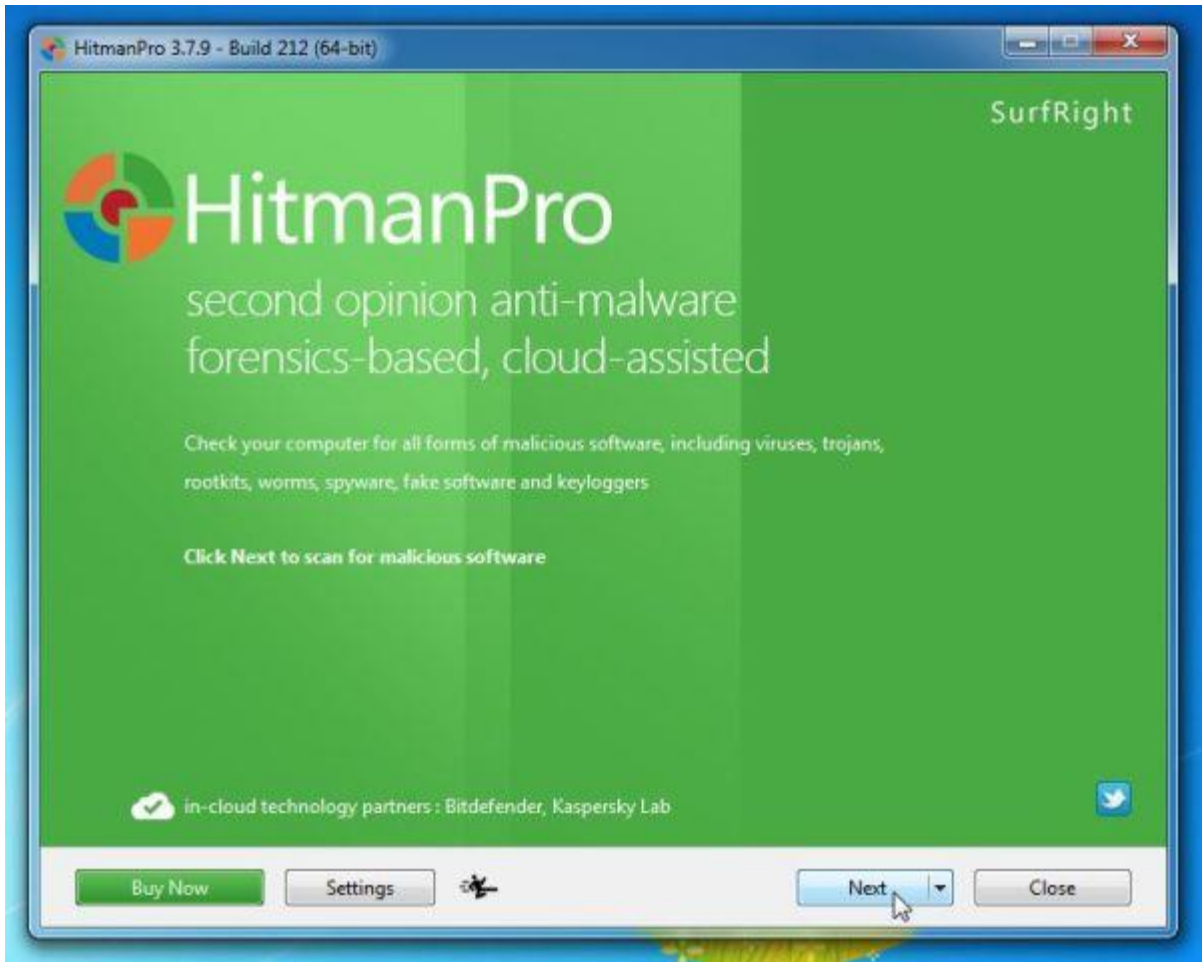 HitmanPro 3.7.9 - Build 212 (64-bit)
SurfRight
HitmanPro
second opinion anti-malware
forensics-based, cloud-assisted
Check your computer for all forms of malicious software, including viruses, trojans,
rootkits, worms, spyware, fake software and keyloggers
Click Next to scan for malicious software
in-cloud technology partners : Bitdefender, Kaspersky Lab
Buy Now Settings Next Close